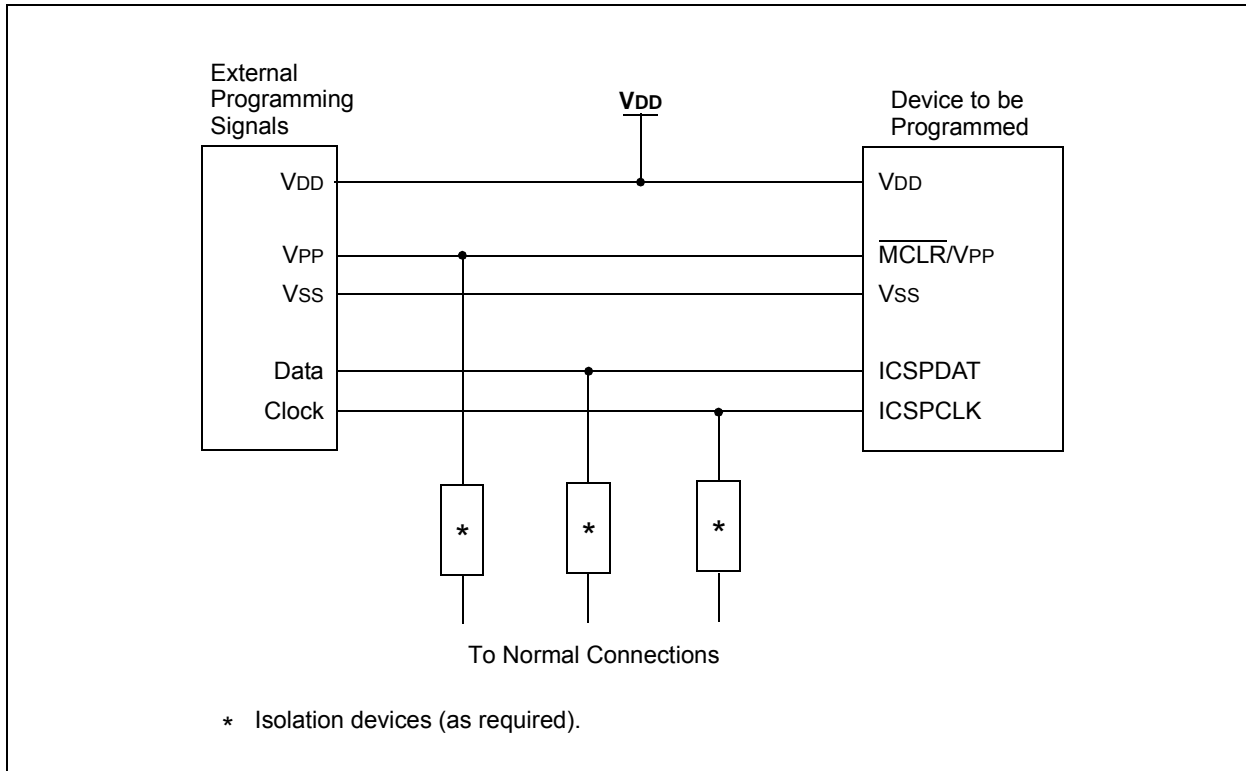 External
Programming
Signals
VDD
Device to be
Programmed
VDD
VDD
VPP
MCLR/VPP
VSS
VSS
Data
ICSPDAT
Clock
ICSPCLK
* * *
To Normal Connections
* Isolation devices (as required).